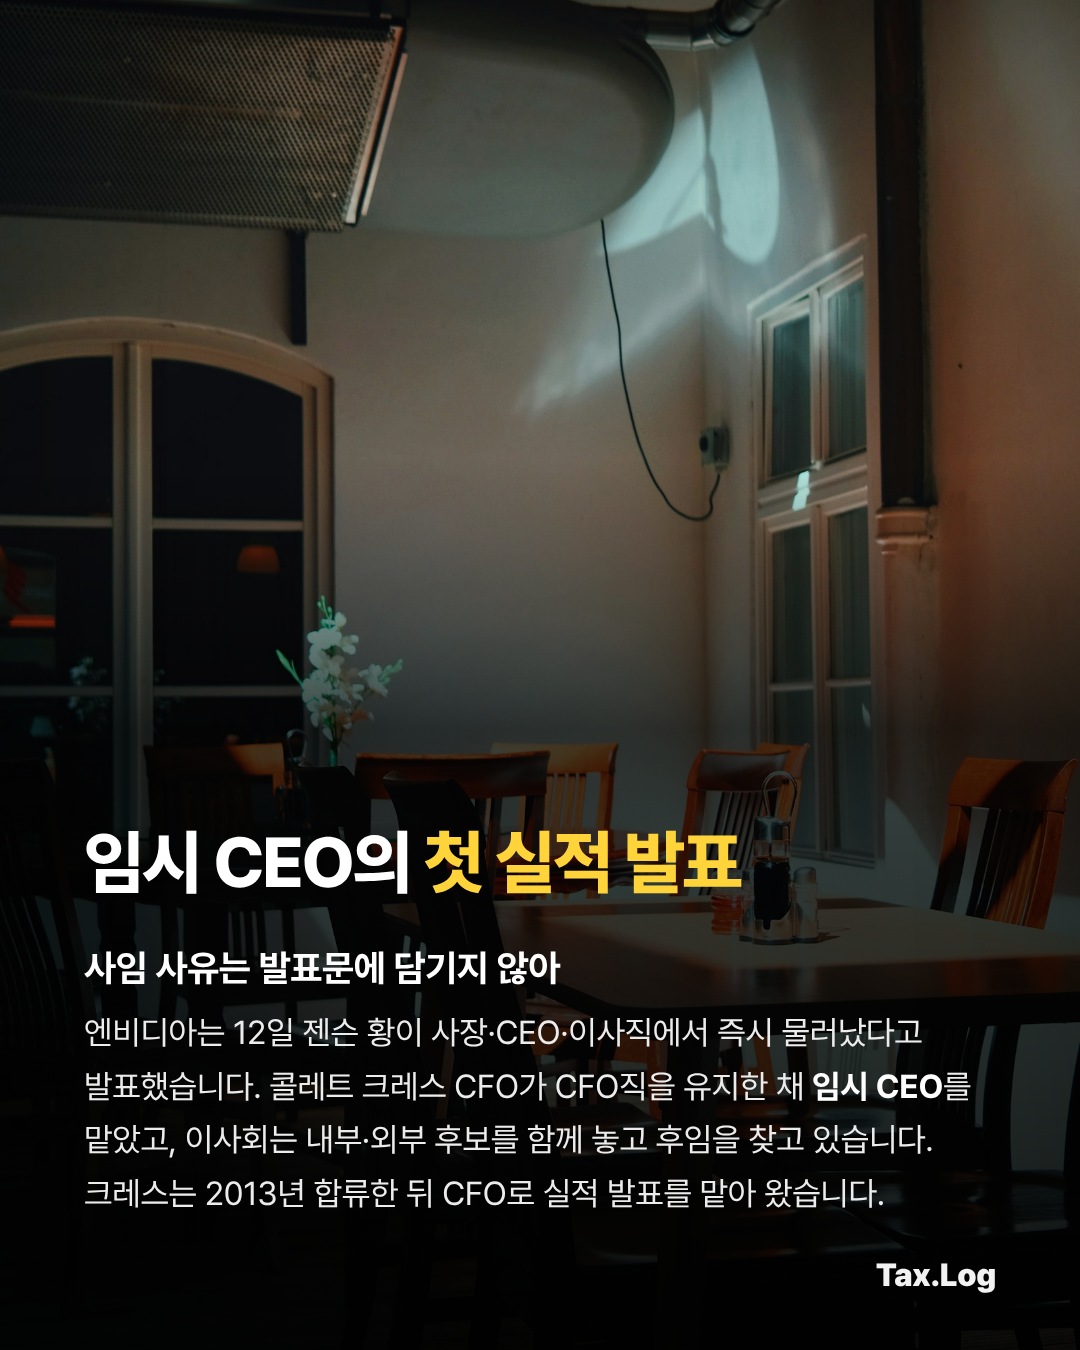 임시 CEO의 첫 실적 발표
사임 사유는 발표문에 담기지 않아
엔비디아는 12일 젠슨 황이 사장·CEO·이사직에서 즉시 물러났다고
발표했습니다. 콜레트 크레스 CFO가 CFO직을 유지한 채 임시 CEO를
맡았고, 이사회는 내부·외부 후보를 함께 놓고 후임을 찾고 있습니다.
크레스는 2013년 합류한 뒤 CFO로 실적 발표를 맡아 왔습니다.
Tax.Log